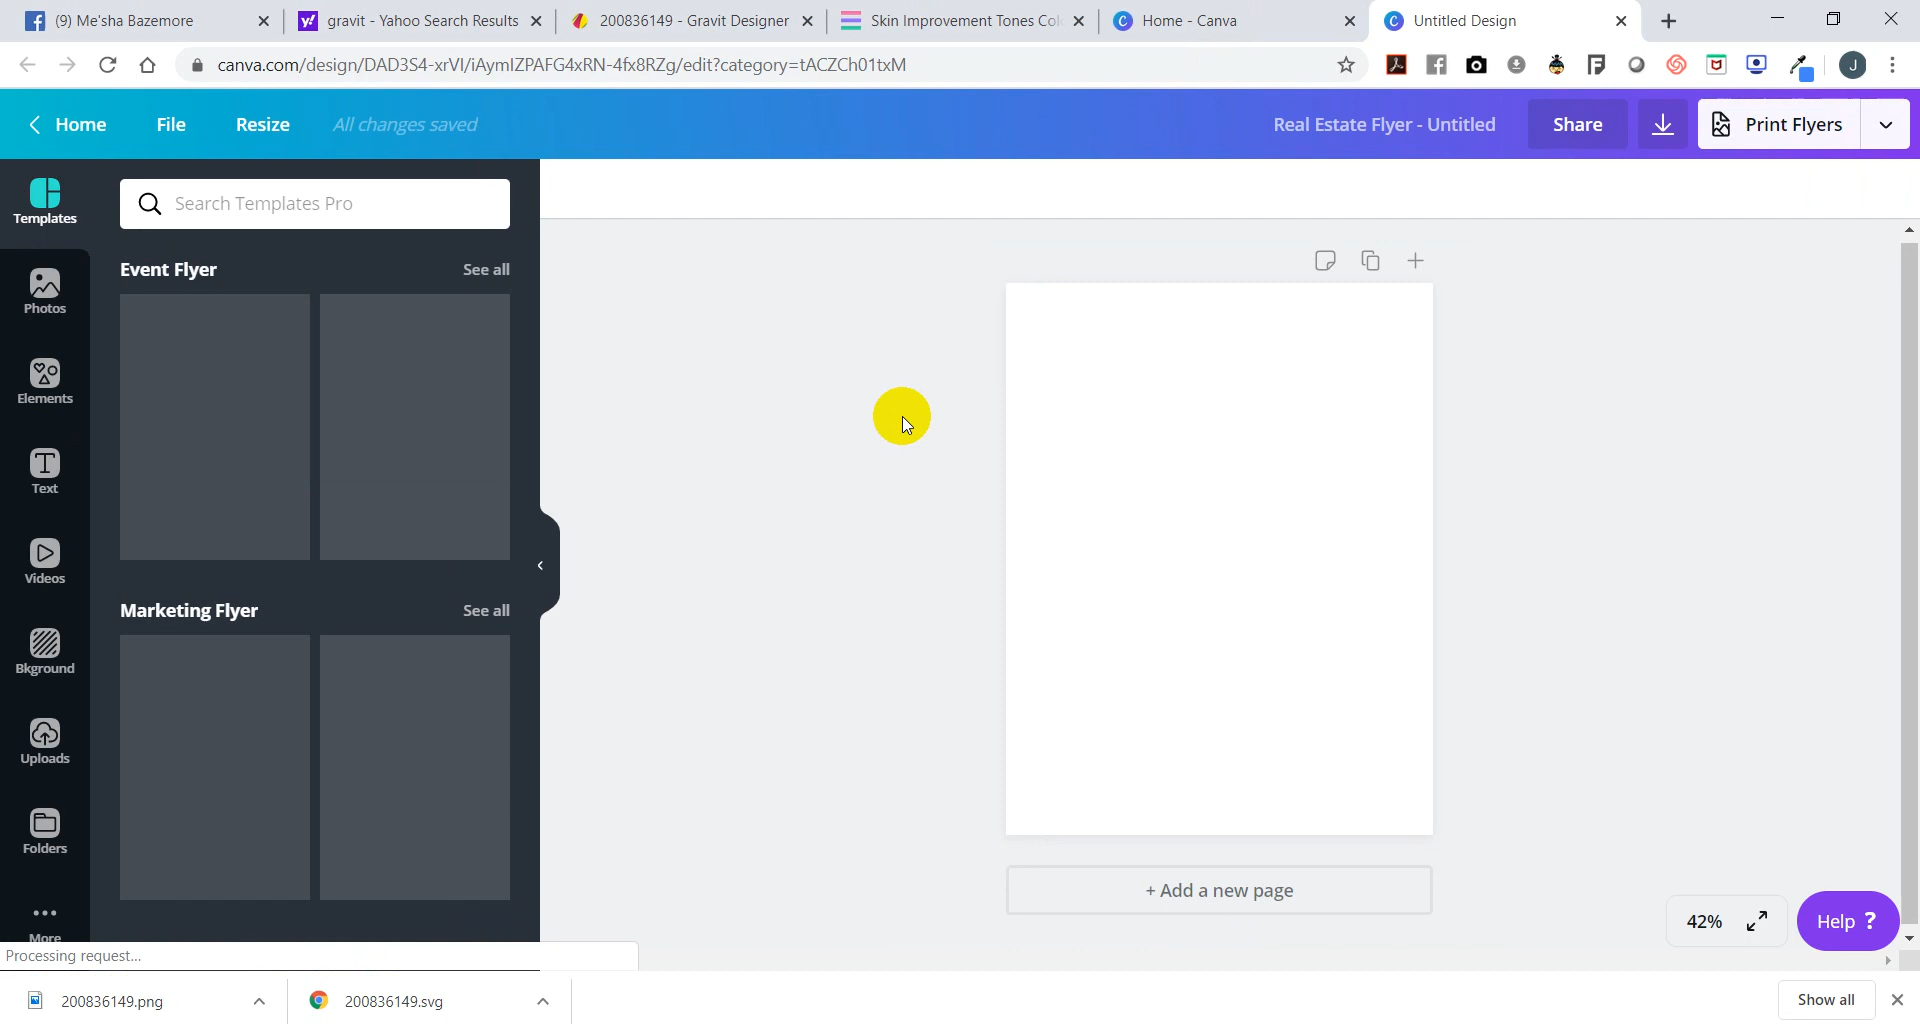 (9) Me'sha Bazemore
gravit - Yahoo Search Results
200836149 - Gravit Designer
Skin Improvement Tones Col
Home - Canva
Untitled Design
canva.com/design/DAD3S4-xrVI/iAymIZPAFG4xRN-4fx8RZg/edit?category=tACZCh01txM
J
Home
File
Resize
All changes saved
Real Estate Flyer - Untitled
Share
Print Flyers
Templates
Search Templates Pro
Event Flyer
See all
Photos
Elements
Text
Videos
Marketing Flyer
See all
Bkground
Uploads
Folders
More
+ Add a new page
42%
Help ?
Processing request...
200836149.png
200836149.svg
Show all